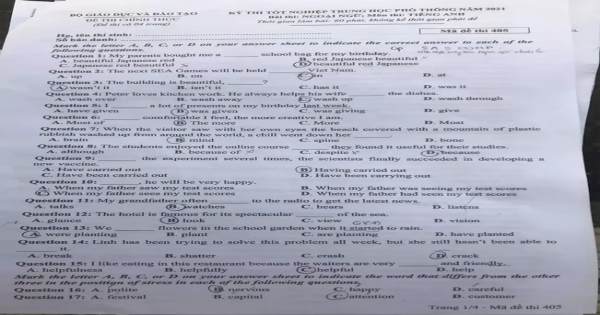 BỘ GIÁO DỤC VÀ ĐÀO TẠO KỲ THI TỐT NGHIỆP TRUNG HỌC PHỔ THÔNG NĂM 2021
ĐỀ THI CHÍNH THỨC Bài thi: NGOẠI NGỮ; Môn thi: TIẾNG ANH
(Đề thi có 04 trang) Thời gian làm bài: 60 phút, không kể thời gian phát đề
Họ, tên thí sinh:
Số báo danh: Mã đề thi 405
Mark the letter A, B, C, or D on your answer sheet to indicate the correct answer to each of the
following questions.
Question 1: My parents bought me a ______ school bag for my birthday.
A. beautiful Japanese red B. red Japanese beautiful
C. Japanese beautiful red D. beautiful red Japanese
Question 2: The next SEA Games will be held ______ Viet Nam.
A. up B. on C. in D. at
Question 3: The building is beautiful, ______?
A. wasn't it B. isn't it C. has it D. was it
Question 4: Peter loves kitchen work. He always helps his wife ______ the dishes.
A. wash over B. wash away C. wash up D. wash through
Question 5: I ______ a lot of presents on my birthday last week.
A. have given B. was given C. was giving D. give
Question 6: ______ comfortable I feel, the more creative I am.
A. Most of B. The more C. More D. Most
Question 7: When the visitor saw with her own eyes the beach covered with a mountain of plastic
rubbish washed up from around the world, a chill went down her ______.
A. brain B. mind C. spine D. bone
Question 8: The students enjoyed the online course ______ they found it useful for their studies.
A. although B. because of C. despite D. because
Question 9: ______ the experiment several times, the scientists finally succeeded in developing a
new vaccine.
A. Have carried out B. Having carried out
C. Have been carried out D. Have been carrying out
Question 10: ______, he will be very happy.
A. When my father saw my test scores B. When my father was seeing my test scores
C. When my father sees my test scores D. When my father had seen my test scores
Question 11: My grandfather often ______ to the radio to get the latest news.
A. talks B. watches C. hears D. listens
Question 12: The hotel is famous for its spectacular ______ of the sea.
A. glance B. look C. view D. vision
Question 13: We ______ flowers in the school garden when it started to rain.
A. were planting B. plant C. are planting D. have planted
Question 14: Linh has been trying to solve this problem all week, but she still hasn't been able to
______ it.
A. break B. shatter C. crash D. crack
Question 15: I like eating in this restaurant because the waiters are very ______ and friendly.
A. helpfulness B. helpfully C. helpful D. help
Mark the letter A, B, C, or D on your answer sheet to indicate the word that differs from the other
three in the position of stress in each of the following questions.
Question 16: A. polite B. nervous C. happy D. careful
Question 17: A. festival B. capital C. attention D. customer
Trang 1/4 - Mã đề thi 405